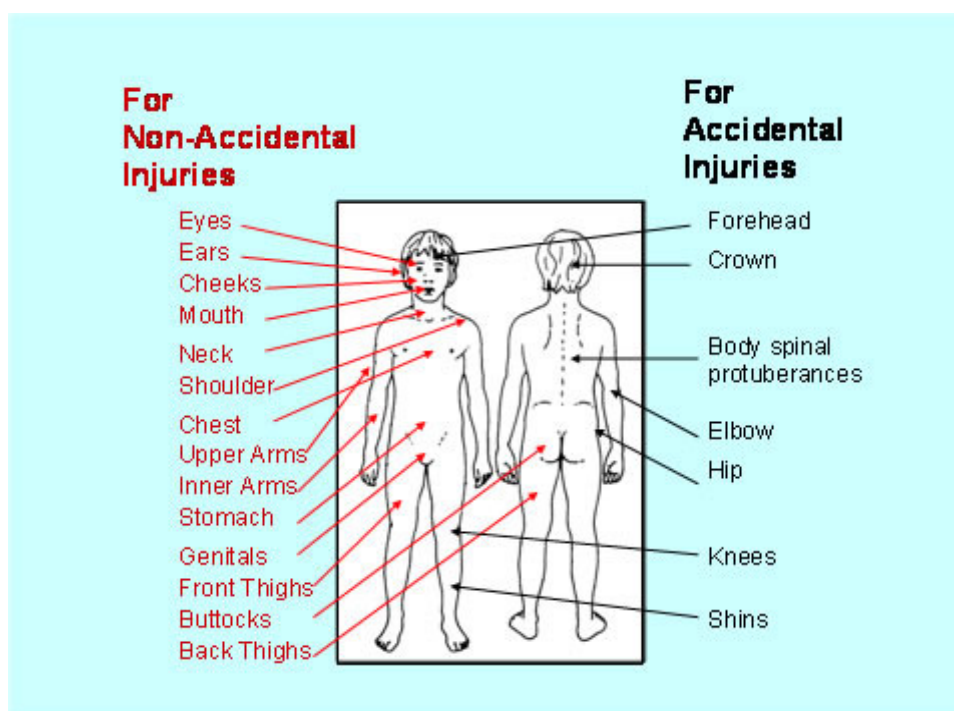 For
Non-Accidental
Injuries
Eyes
Ears
Cheeks
Mouth
Neck
Shoulder
Chest
Upper Arms
Inner Arms
Stomach
Genitals
Front Thighs
Buttocks
Back Thighs
For
Accidental
Injuries
Forehead
Crown
Body spinal
protuberances
Elbow
Hip
Knees
Shins